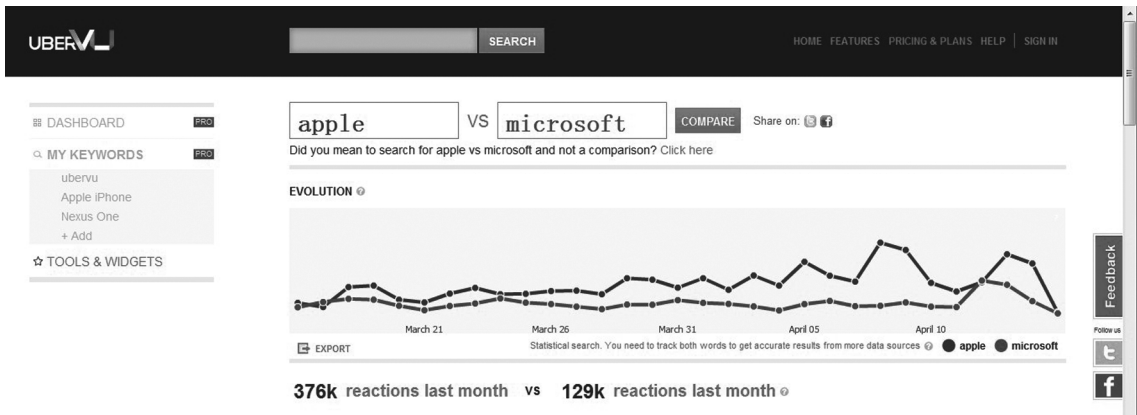 UBERVU
SEARCH
HOME FEATURES PRICING & PLANS HELP SIGN IN
DASHBOARD PRO
MY KEYWORDS PRO
ubervu
Apple iPhone
Nexus One
+ Add
TOOLS & WIDGETS
apple VS microsoft COMPARE Share on:
Did you mean to search for apple vs microsoft and not a comparison? Click here
EVOLUTION
March 21 March 26 March 31 April 05 April 10
EXPORT
Statistical search. You need to track both words to get accurate results from more data sources apple microsoft
376k reactions last month vs 129k reactions last month
Feedback
Follow us